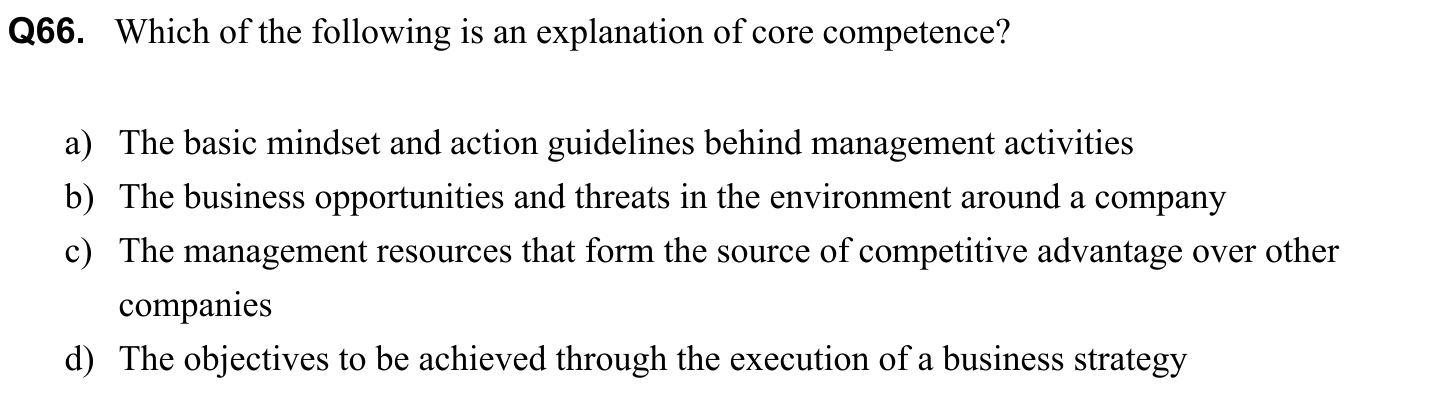 Q66. Which of the following is an explanation of core competence?
a) The basic mindset and action guidelines behind management activities
b) The business opportunities and threats in the environment around a company
c) The management resources that form the source of competitive advantage over other
companies
d) The objectives to be achieved through the execution of a business strategy